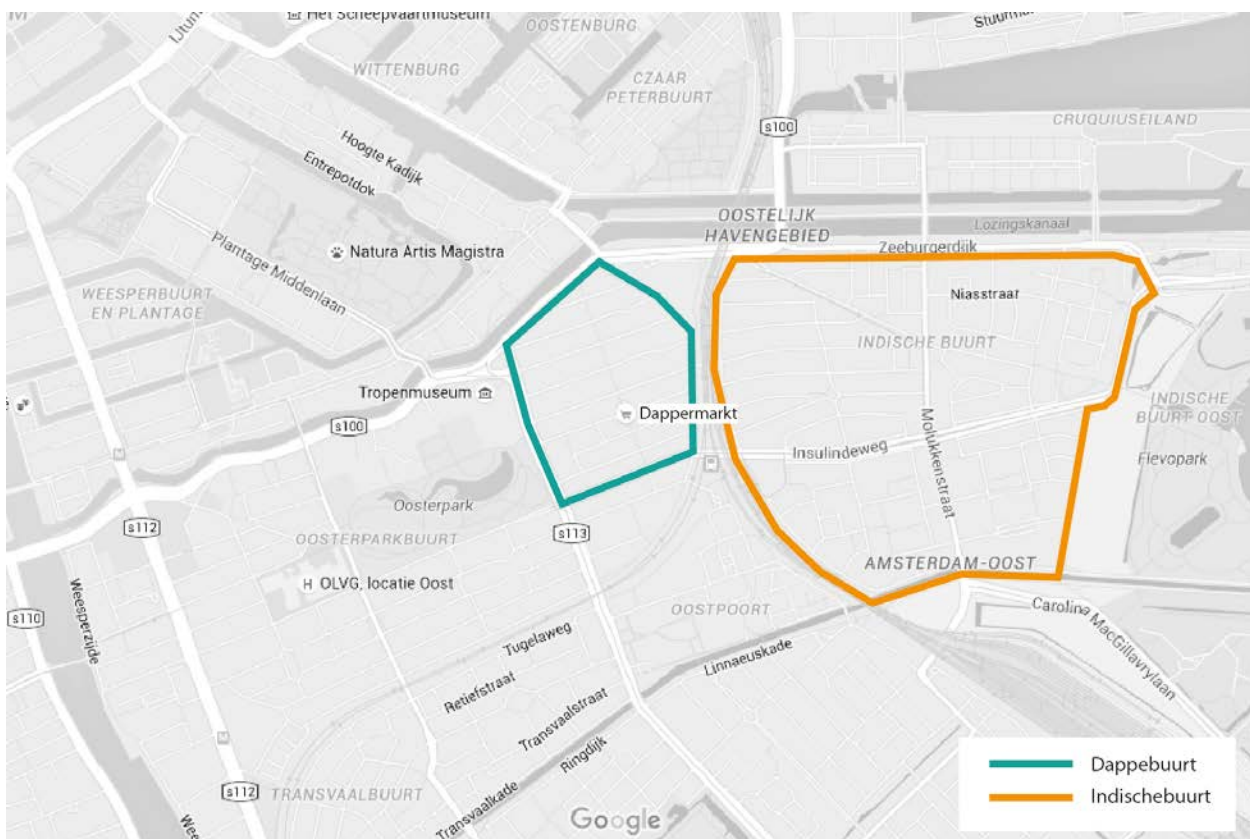 Het Scheepvaartmuseum
OOSTENBURG
WITTENBURG
CZAAR
PETERBUURT
s100
CRUQUIUSEILAND
Hoogte Kadijk
Entrepotdok
OOSTELIJK
HAVENGEBIED
Lozingskanaal
Zeeburgerdijk
Natura Artis Magistra
Plantage Middenlaan
WEESPERBUURT
EN PLANTAGE
Niasstraat
INDISCHE BUURT
Tropenmuseum
Dappermarkt
INDISCHE
BUURT OOST
s100
Molukkenstraat
Insulindeweg
Flevopark
Oosterpark
s112
s113
OOSTERPARKBUURT
AMSTERDAM-OOST
H OLVG, locatie Oost
Weesperzijde
s110
OOSTPOORT
Carolina MacGillavrylaan
Tugelaweg
Linnaeuskade
Retiefstraat
Transvaalstraat
Ringdijk
Transvaalkade
s112
TRANSVAALBUURT
Google
Dappebuurt
Indischebuurt